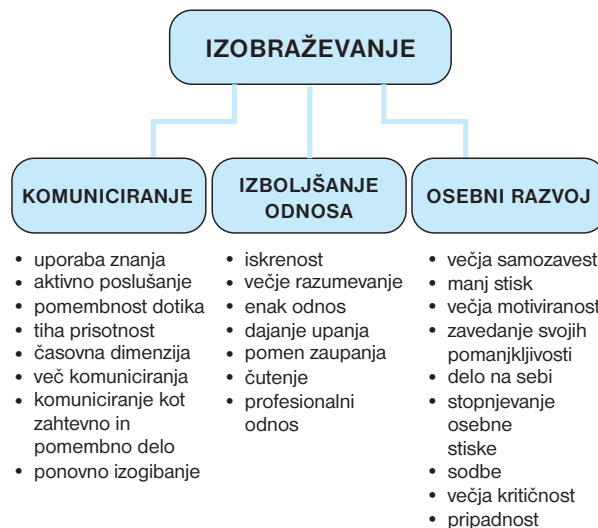 IZOBRAŽEVANJE
KOMUNICIRANJE
• uporaba znanja
• aktivno poslušanje
• pomembnost dotika
• tiha prisotnost
• časovna dimenzija
• več komuniciranja
• komuniciranje kot
zahtevno in
pomembno delo
• ponovno izogibanje
IZBOLJŠANJE
ODNOSA
• iskrenost
• večje razumevanje
• enak odnos
• dajanje upanja
• pomen zaupanja
• čutenje
• profesionalni
odnos
OSEBNI RAZVOJ
• večja samozavest
• manj stisk
• večja motiviranost
• zavedanje svojih
pomanjkljivosti
• delo na sebi
• stopnjevanje
osebne
stiske
• sodbe
• večja kritičnost
• pripadnost